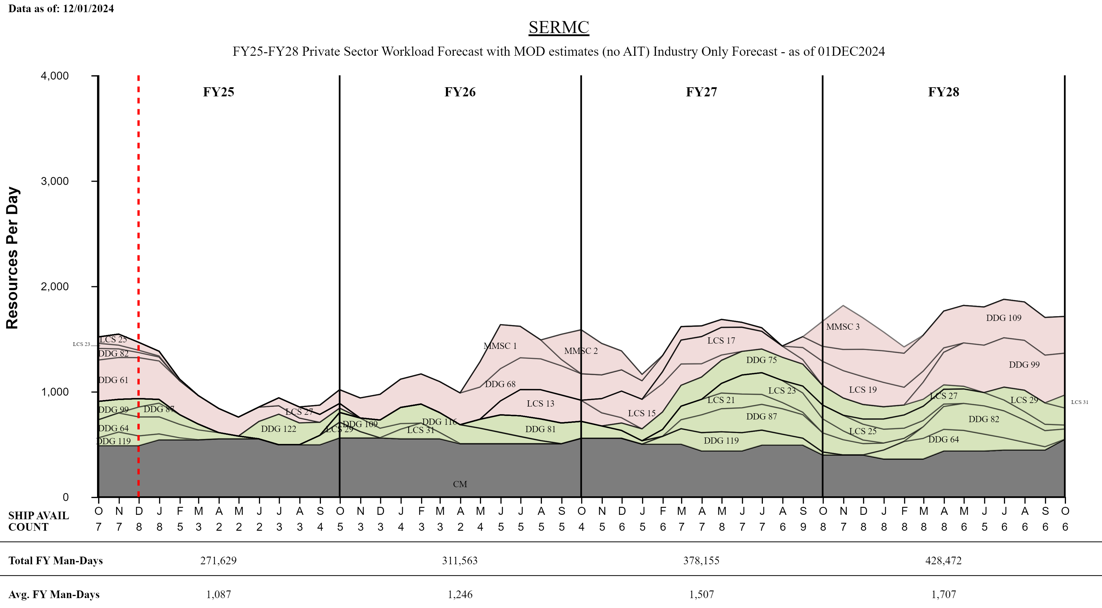 Data as of: 12/01/2024
SERMC
FY25-FY28 Private Sector Workload Forecast with MOD estimates (no AIT) Industry Only Forecast - as of 01DEC2024
Resources Per Day
4,000
3,000
2,000
1,000
0
FY25 FY26 FY27 FY28
LCS 23
LCS 25
DDG 82
DDG 61
DDG 99
DDG 87
DDG 64
DDG 119
DDG 122
LCS 27
LCS 29
DDG 109
LCS 31
DDG 116
MMSC 1
DDG 68
LCS 13
DDG 81
MMSC 2
LCS 15
LCS 17
DDG 75
LCS 21
LCS 23
DDG 87
DDG 119
MMSC 3
LCS 19
LCS 25
LCS 27
DDG 64
DDG 82
LCS 29
DDG 109
DDG 99
LCS 31
CM
O N D J F M A M J J A S O N D J F M A M J J A S O N D J F M A M J J A S O N D J F M A M J J A S O
SHIP AVAIL
COUNT
7 7 8 8 5 3 2 2 2 3 3 4 5 3 3 4 3 3 2 4 5 5 5 5 4 5 6 5 4 7 7 8 7 7 8 9 8 7 8 8 7 7 8 6 5 6 6 6 6
Total FY Man-Days 271,629 311,563 378,155 428,472
Avg. FY Man-Days 1,087 1,246 1,507 1,707